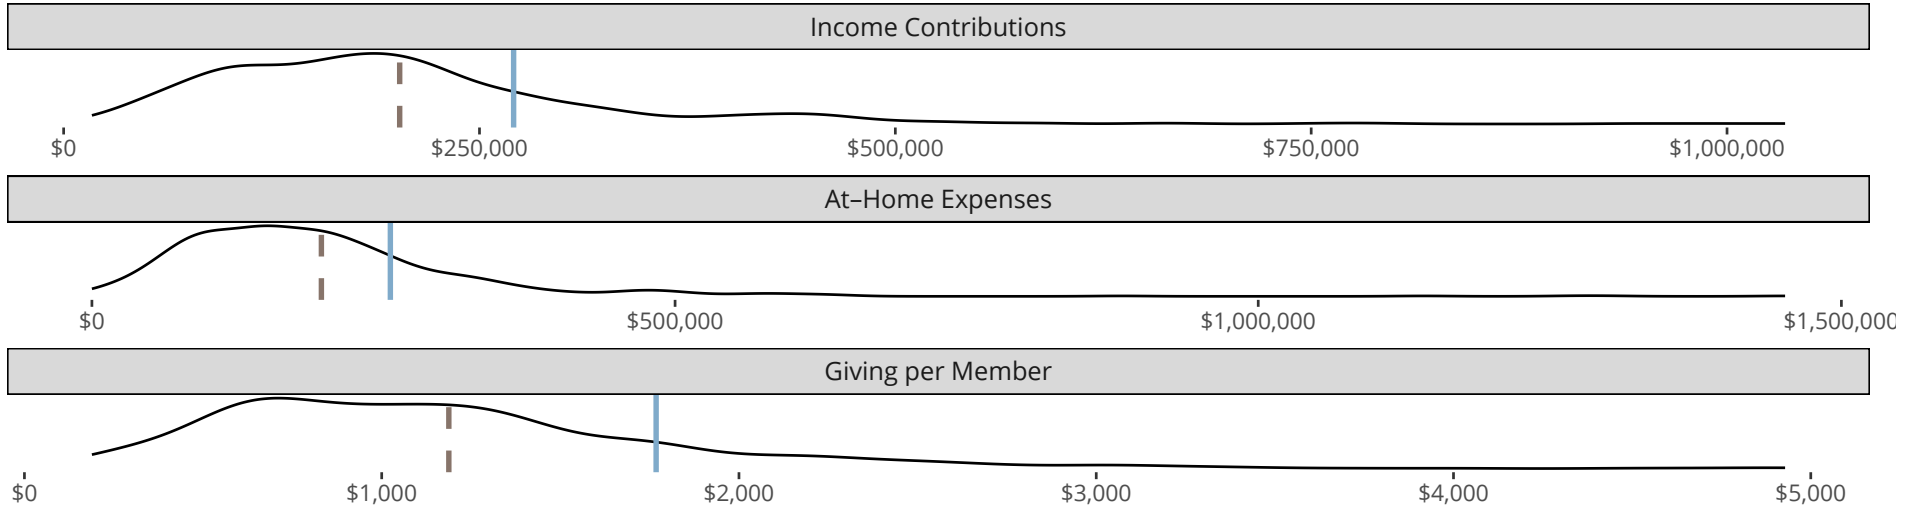 Income Contributions
$0 $250,000 $500,000 $750,000 $1,000,000
At–Home Expenses
$0 $500,000 $1,000,000 $1,500,000
Giving per Member
$0 $1,000 $2,000 $3,000 $4,000 $5,000